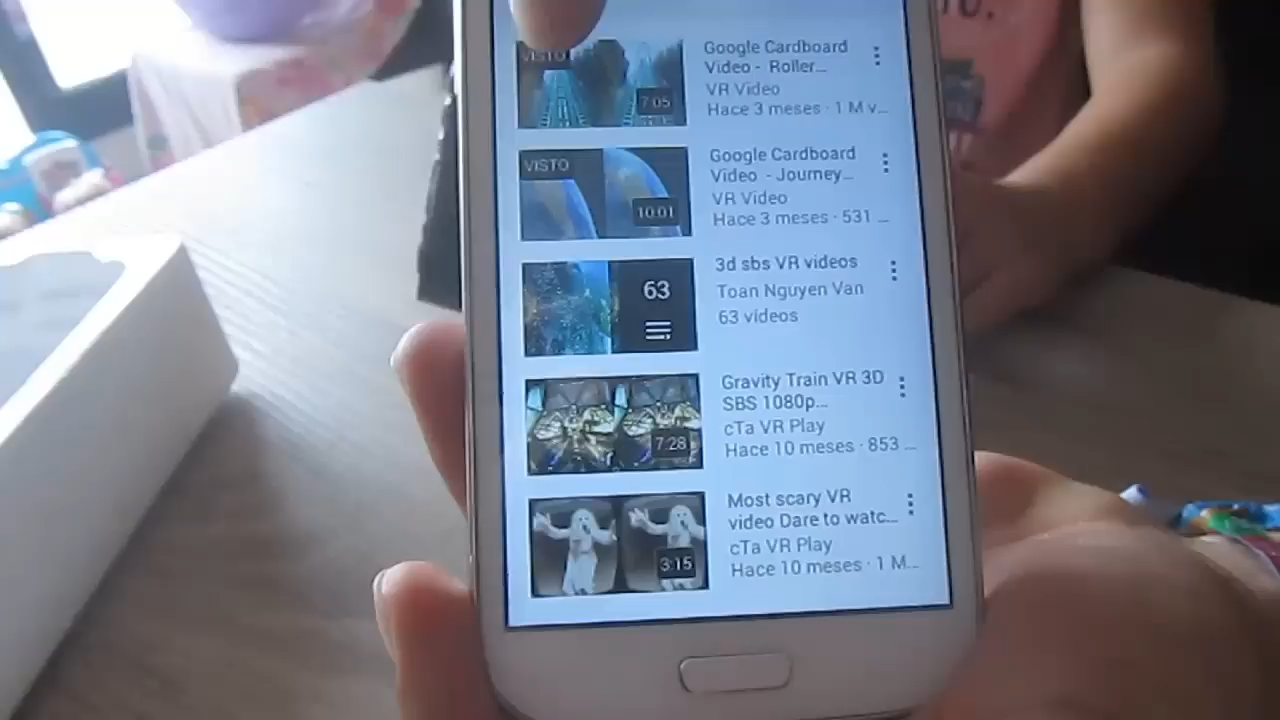 VISTO
7:05
Google Cardboard
Video - Roller...
VR Video
Hace 3 meses · 1 M v...
VISTO
10:01
Google Cardboard
Video - Journey...
VR Video
Hace 3 meses · 531 ...
63
3d sbs VR videos
Toan Nguyen Van
63 videos
7:28
Gravity Train VR 3D
SBS 1080p...
cTa VR Play
Hace 10 meses · 853 ...
3:15
Most scary VR
video Dare to watc...
cTa VR Play
Hace 10 meses · 1 M...